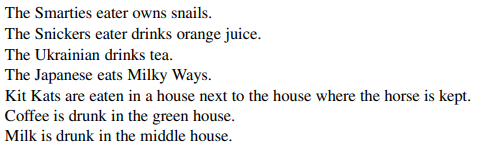 The Smarties eater owns snails.
The Snickers eater drinks orange juice.
The Ukrainian drinks tea.
The Japanese eats Milky Ways.
Kit Kats are eaten in a house next to the house where the horse is kept.
Coffee is drunk in the green house.
Milk is drunk in the middle house.